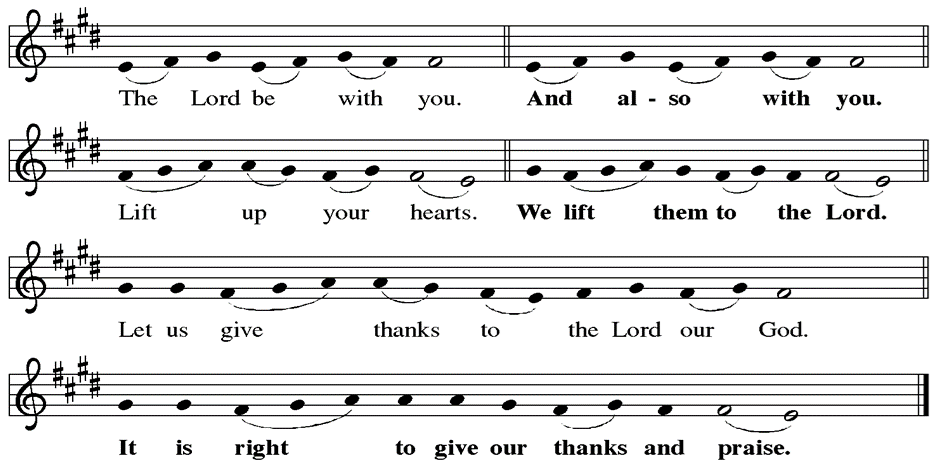 The Lord be with you. And al - so with you.
Lift up your hearts. We lift them to the Lord.
Let us give thanks to the Lord our God.
It is right to give our thanks and praise.